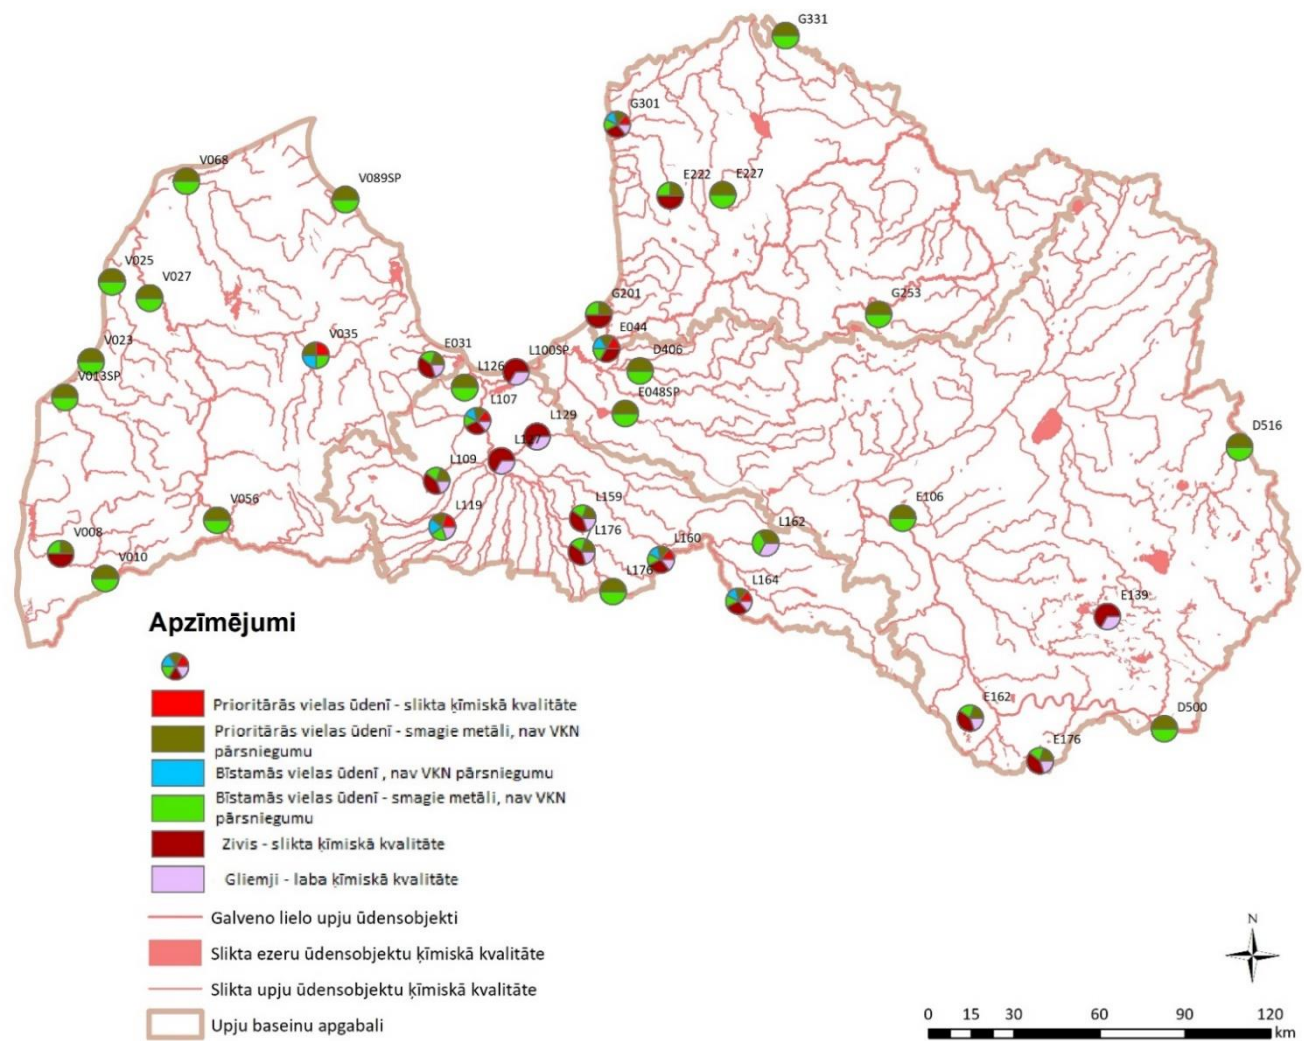 G331
G301
V068
V089SP
E222
E227
V025
V027
G201
G253
E044
V023
V035
E031
L100SP
D406
L126
V013SP
E048SP
L107
L129
D516
L127
L109
V056
L159
E106
L119
V008
L176
L160
L162
V010
L176
L164
E139
E162
D500
E176
Apzīmējumi
Prioritārās vielas ūdenī - slikta ķīmiskā kvalitāte
Prioritārās vielas ūdenī - smagie metāli, nav VKN
pārsniegumu
Bīstamās vielas ūdenī , nav VKN pārsniegumu
Bīstamās vielas ūdenī - smagie metāli, nav VKN
pārsniegumu
Zivis - slikta ķīmiskā kvalitāte
Gliemji - laba ķīmiskā kvalitāte
Galveno lielo upju ūdensobjekti
Slikta ezeru ūdensobjektu ķīmiskā kvalitāte
Slikta upju ūdensobjektu ķīmiskā kvalitāte
Upju baseinu apgabali
N
0 15 30 60 90 120
km